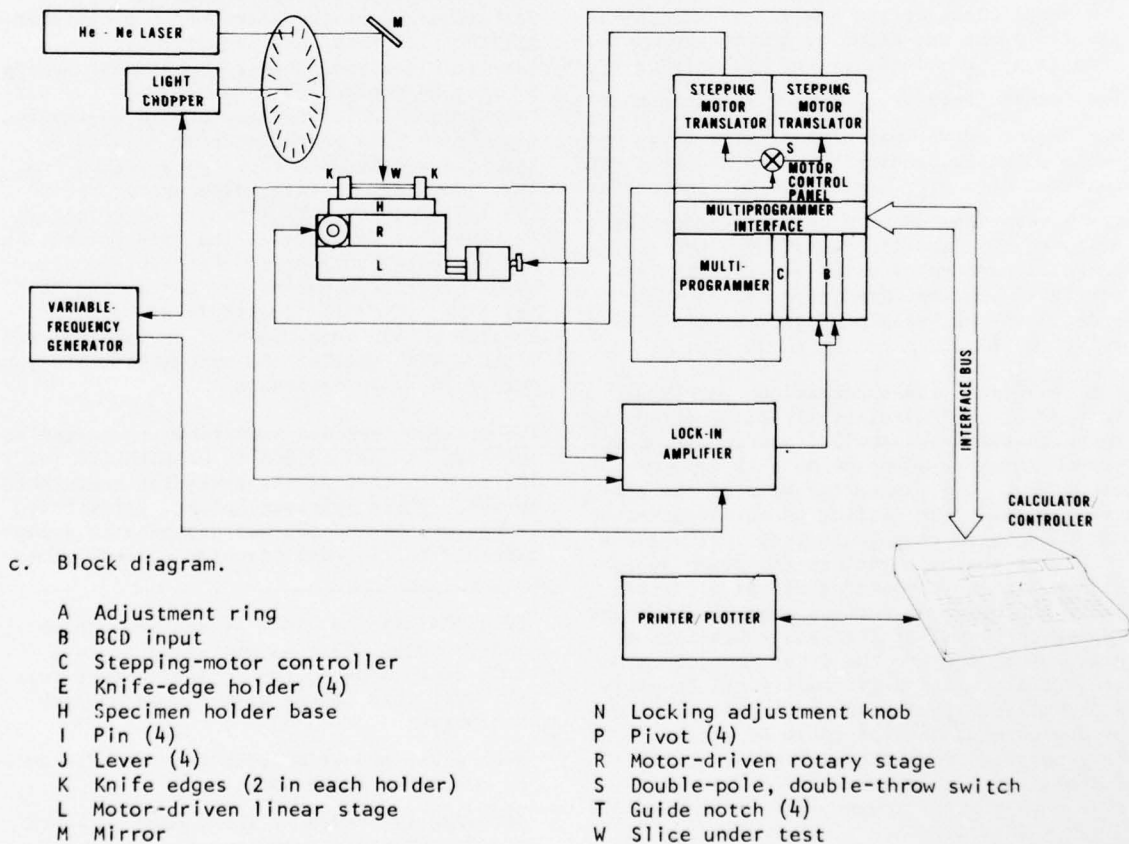 He - Ne LASER
M
LIGHT
CHOPPER
K W K
H
R
L
VARIABLE-
FREQUENCY
GENERATOR
STEPPING
MOTOR
TRANSLATOR
STEPPING
MOTOR
TRANSLATOR
S
MOTOR
CONTROL
PANEL
MULTIPROGRAMMER
INTERFACE
MULTI-
PROGRAMMER
C
B
LOCK-IN
AMPLIFIER
INTERFACE BUS
CALCULATOR/
CONTROLLER
PRINTER/PLOTTER
c. Block diagram.
A Adjustment ring
B BCD input
C Stepping-motor controller
E Knife-edge holder (4)
H Specimen holder base
I Pin (4)
J Lever (4)
K Knife edges (2 in each holder)
L Motor-driven linear stage
M Mirror
N Locking adjustment knob
P Pivot (4)
R Motor-driven rotary stage
S Double-pole, double-throw switch
T Guide notch (4)
W Slice under test